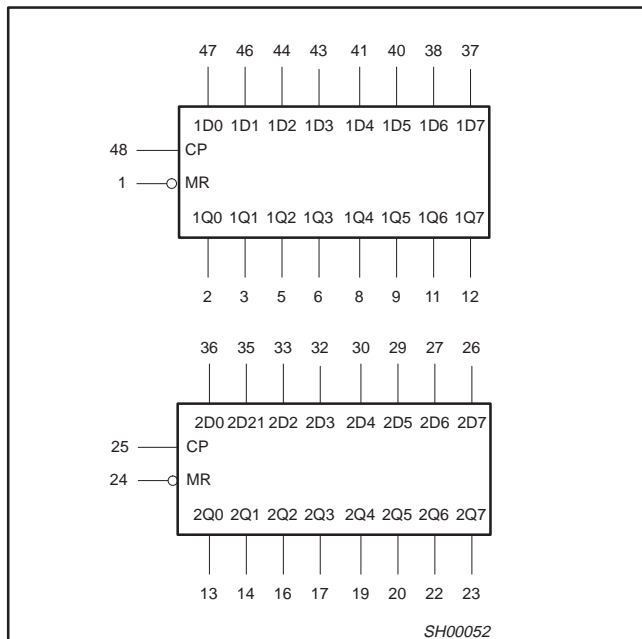 47 46 44 43 41 40 38 37
1D0 1D1 1D2 1D3 1D4 1D5 1D6 1D7
48 CP
1 MR
1Q0 1Q1 1Q2 1Q3 1Q4 1Q5 1Q6 1Q7
2 3 5 6 8 9 11 12
36 35 33 32 30 29 27 26
2D0 2D21 2D2 2D3 2D4 2D5 2D6 2D7
25 CP
24 MR
2Q0 2Q1 2Q2 2Q3 2Q4 2Q5 2Q6 2Q7
13 14 16 17 19 20 22 23
SH00052